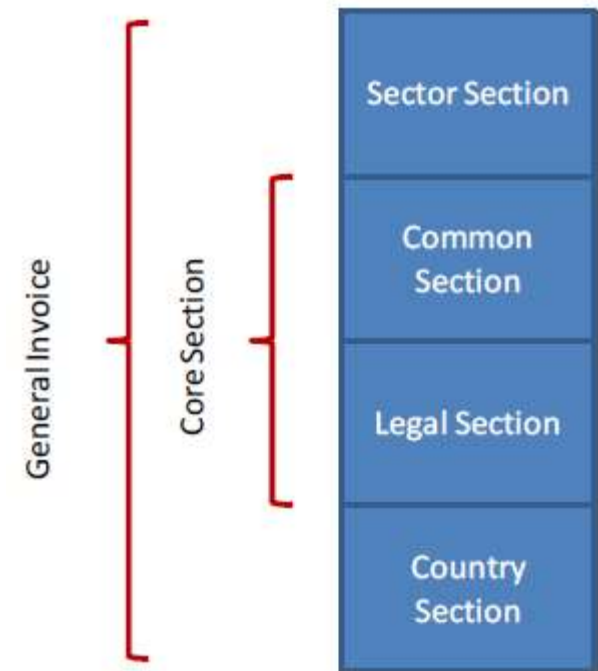 General Invoice
Core Section
Sector Section
Common
Section
Legal Section
Country
Section